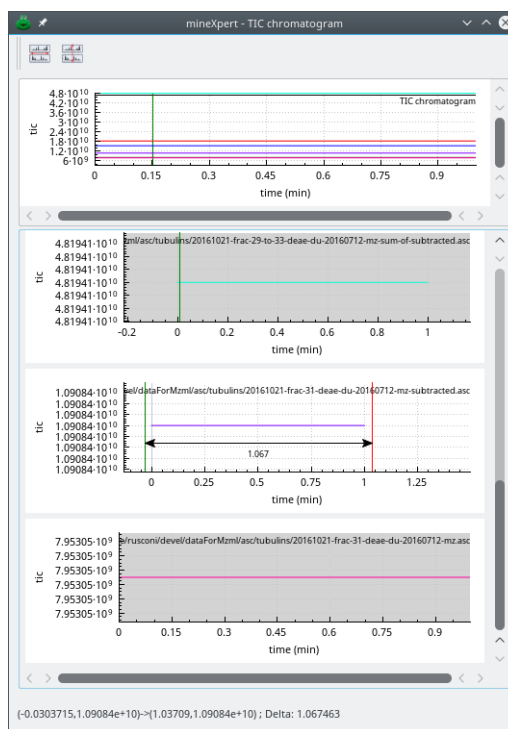 mineXpert - TIC chromatogram
TIC chromatogram
4.8·10¹⁰
4.2·10¹⁰
3.6·10¹⁰
3·10¹⁰
2.4·10¹⁰
1.8·10¹⁰
1.2·10¹⁰
6·10⁹
tic
0 0.15 0.3 0.45 0.6 0.75 0.9
time (min)
zml/asc/tubulins/20161021-frac-29-to-33-deae-du-20160712-mz-sum-of-subtracted.asc
4.81941·10¹⁰
4.81941·10¹⁰
4.81941·10¹⁰
4.81941·10¹⁰
4.81941·10¹⁰
4.81941·10¹⁰
4.81941·10¹⁰
tic
-0.2 0 0.2 0.4 0.6 0.8 1
time (min)
vel/dataForMzml/asc/tubulins/20161021-frac-31-deae-du-20160712-mz-subtracted.asc
1.09084·10¹⁰
1.09084·10¹⁰
1.09084·10¹⁰
1.09084·10¹⁰
1.09084·10¹⁰
1.09084·10¹⁰
1.09084·10¹⁰
tic
1.067
0 0.25 0.5 0.75 1 1.25
time (min)
e/rusconi/devel/dataForMzml/asc/tubulins/20161021-frac-31-deae-du-20160712-mz.asc
7.95305·10⁹
7.95305·10⁹
7.95305·10⁹
7.95305·10⁹
7.95305·10⁹
7.95305·10⁹
tic
0 0.15 0.3 0.45 0.6 0.75 0.9
time (min)
(-0.0303715,1.09084e+10)->(1.03709,1.09084e+10) ; Delta: 1.067463